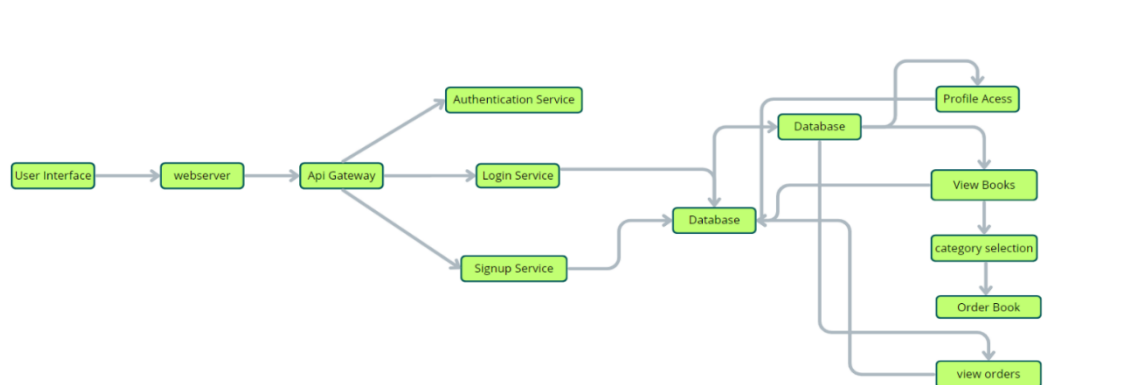 Authentication Service
Profile Acess
Database
User Interface
webserver
Api Gateway
Login Service
View Books
Database
category selection
Signup Service
Order Book
view orders